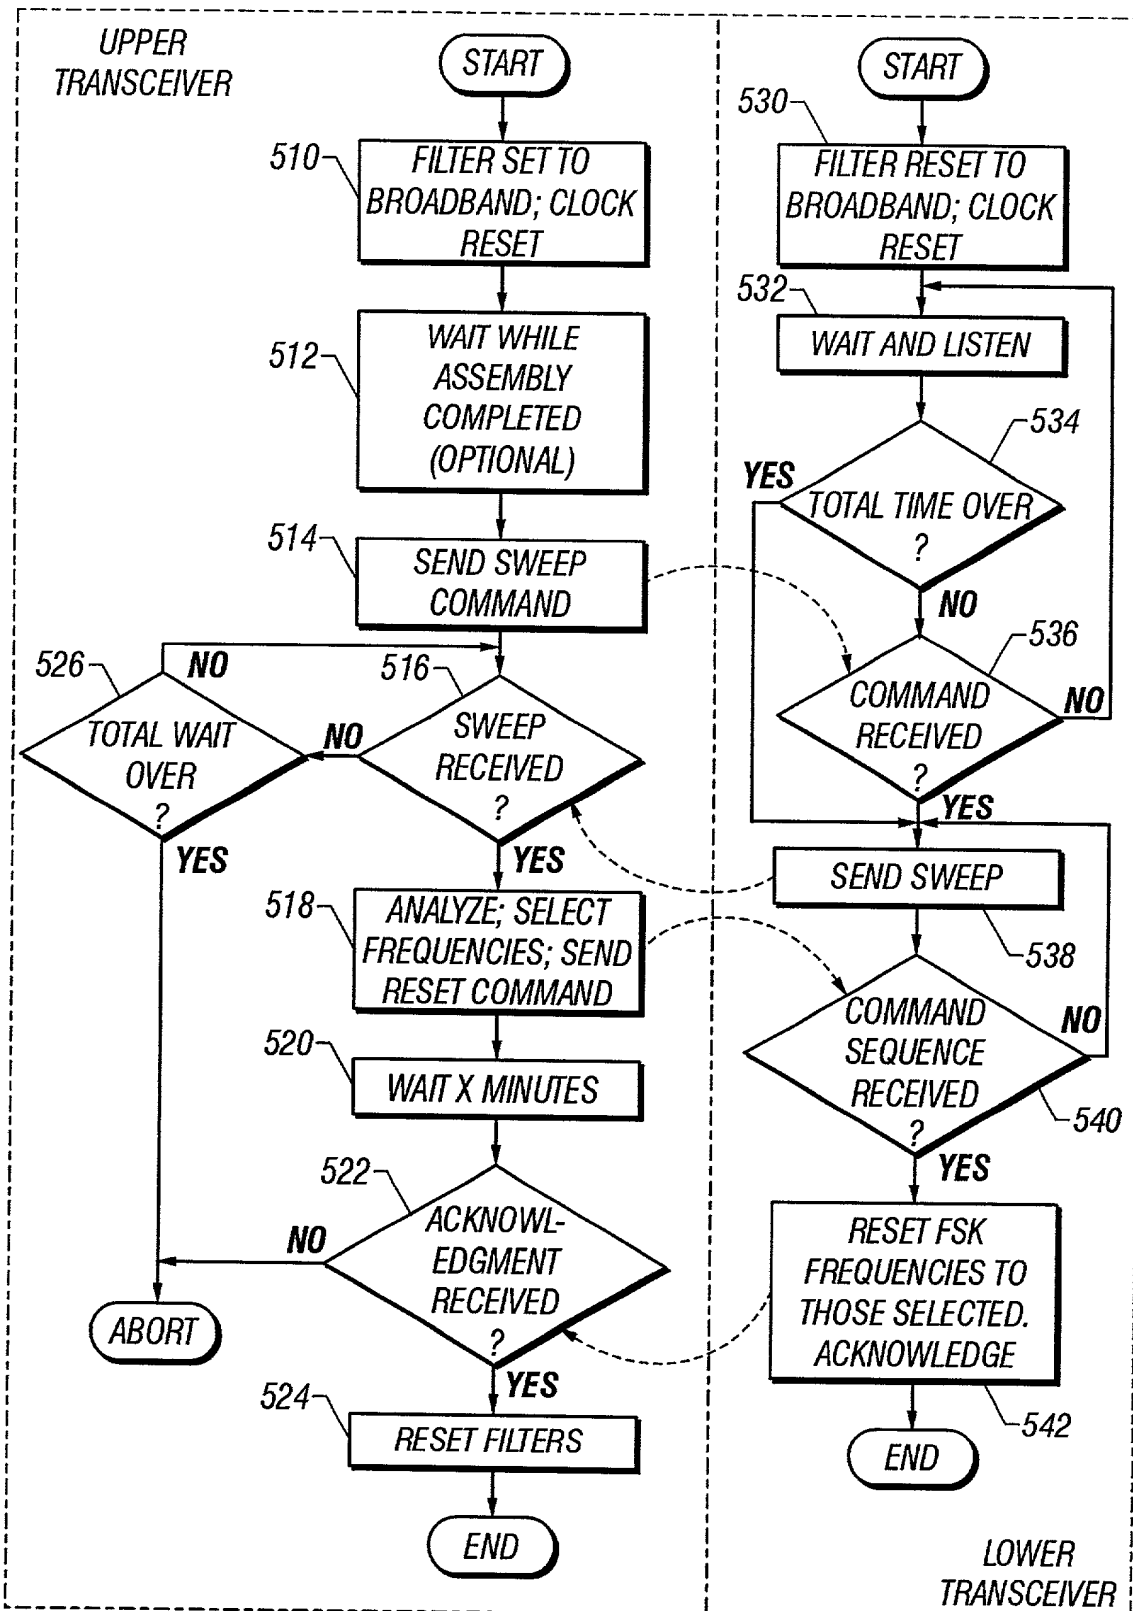 UPPER
TRANSCEIVER
START
510
FILTER SET TO
BROADBAND; CLOCK
RESET
512
WAIT WHILE
ASSEMBLY
COMPLETED
(OPTIONAL)
514
SEND SWEEP
COMMAND
526
NO
516
TOTAL WAIT
OVER
?
NO
SWEEP
RECEIVED
?
YES
YES
518
ANALYZE; SELECT
FREQUENCIES; SEND
RESET COMMAND
520
WAIT X MINUTES
522
NO
ACKNOWL-
EDGMENT
RECEIVED
?
ABORT
YES
524
RESET FILTERS
END
START
530
FILTER RESET TO
BROADBAND; CLOCK
RESET
532
WAIT AND LISTEN
534
YES
TOTAL TIME OVER
?
NO
536
COMMAND
RECEIVED
?
NO
YES
SEND SWEEP
538
COMMAND
SEQUENCE
RECEIVED
?
NO
540
YES
RESET FSK
FREQUENCIES TO
THOSE SELECTED.
ACKNOWLEDGE
542
END
LOWER
TRANSCEIVER